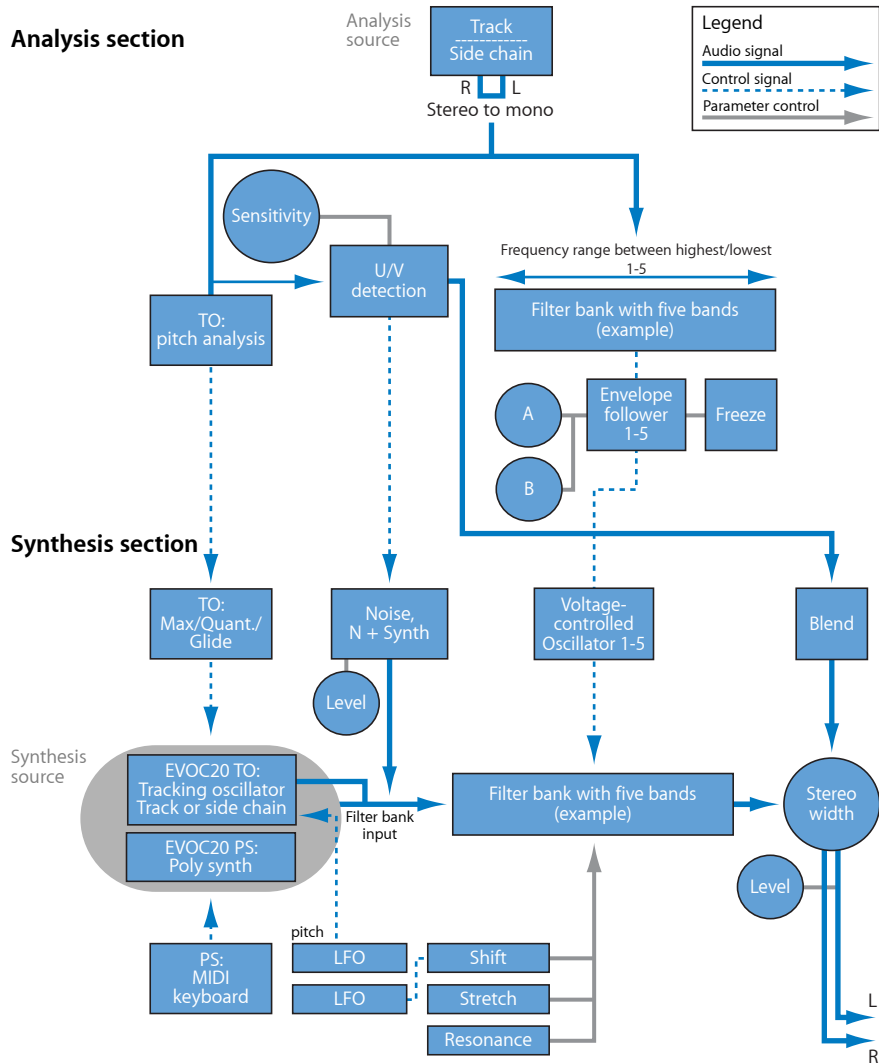 Analysis section
Analysis
source
Track
Side chain
R
L
Stereo to mono
Legend
Audio signal
Control signal
Parameter control
Sensitivity
U/V
detection
TO:
pitch analysis
Frequency range between highest/lowest
1-5
Filter bank with five bands
(example)
A
B
Envelope
follower
1-5
Freeze
Synthesis section
TO:
Max/Quant./
Glide
Noise,
N + Synth
Level
Voltage-
controlled
Oscillator 1-5
Blend
Synthesis
source
EVOC20 TO:
Tracking oscillator
Track or side chain
EVOC20 PS:
Poly synth
Filter bank
input
Filter bank with five bands
(example)
Stereo
width
Level
PS:
MIDI
keyboard
pitch
LFO
LFO
Shift
Stretch
Resonance
L
R